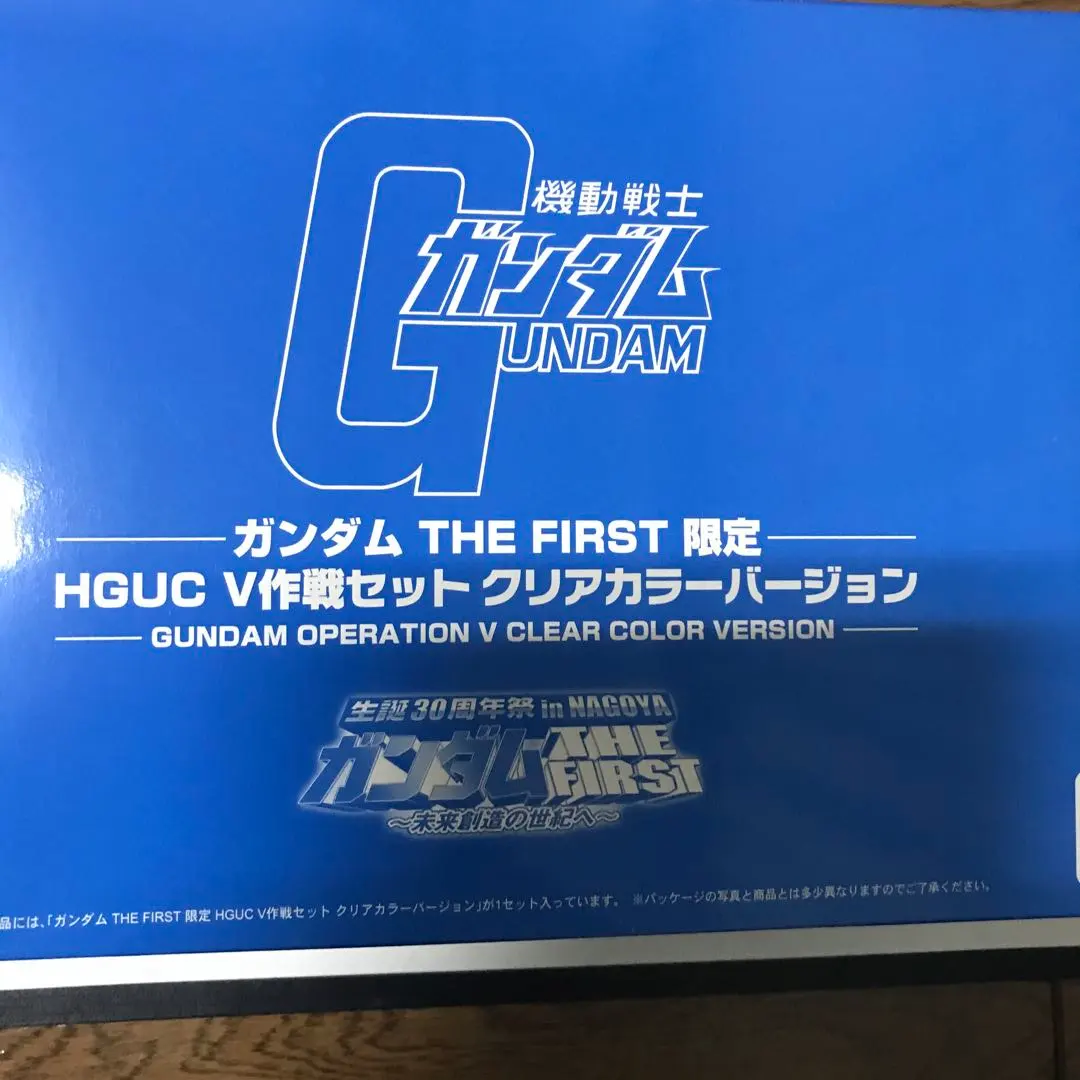 機動戦士
ガンダム
GUNDAM
ガンダム THE FIRST 限定
HGUC V作戦セット クリアカラーバージョン
GUNDAM OPERATION V CLEAR COLOR VERSION
生誕30周年祭 in NAGOYA
ガンダム THE FIRST
～未来創造の世紀へ～
品には、「ガンダム THE FIRST 限定 HGUC V作戦セット クリアカラーバージョン」が1セット入っています。 ※パッケージの写真と商品とは多少異なりますのでご了承ください。